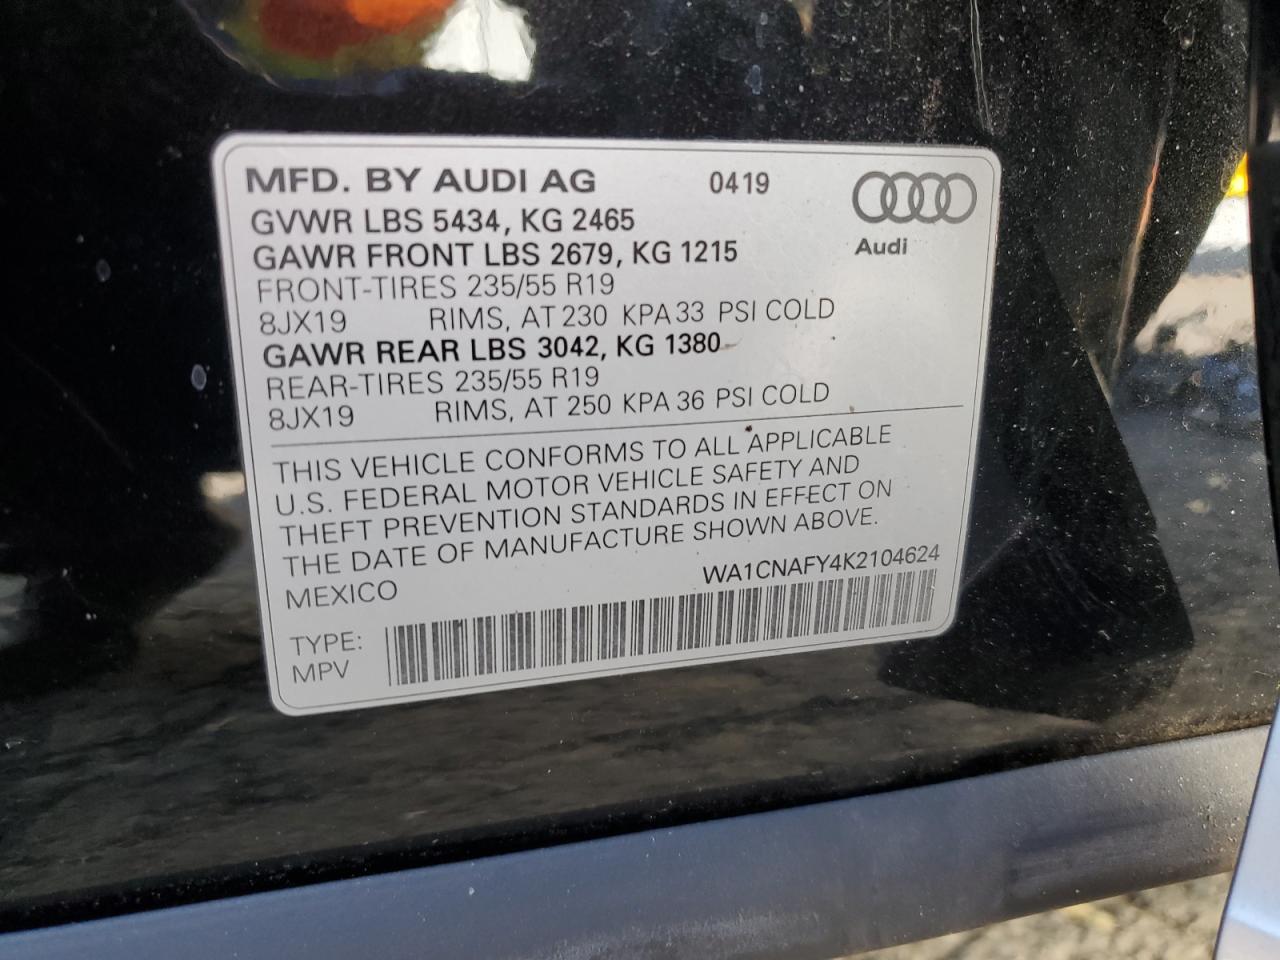 MFD. BY AUDI AG 0419
Audi
GVWR LBS 5434, KG 2465
GAWR FRONT LBS 2679, KG 1215
FRONT-TIRES 235/55 R19
8JX19 RIMS, AT 230 KPA 33 PSI COLD
GAWR REAR LBS 3042, KG 1380
REAR-TIRES 235/55 R19
8JX19 RIMS, AT 250 KPA 36 PSI COLD
THIS VEHICLE CONFORMS TO ALL APPLICABLE
U.S. FEDERAL MOTOR VEHICLE SAFETY AND
THEFT PREVENTION STANDARDS IN EFFECT ON
THE DATE OF MANUFACTURE SHOWN ABOVE.
MEXICO WA1CNAFY4K2104624
TYPE:
MPV